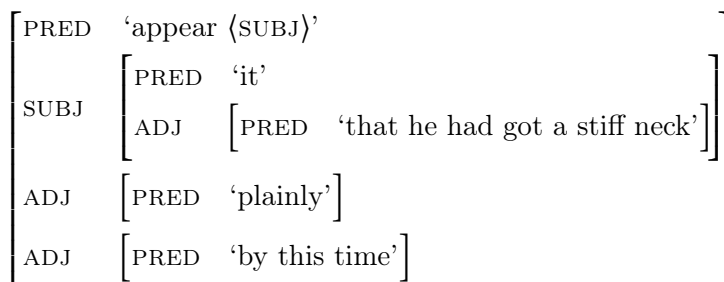 PRED ‘appear ⟨SUBJ⟩’
PRED ‘it’
SUBJ
ADJ [PRED ‘that he had got a stiff neck’]
ADJ [PRED ‘plainly’]
ADJ [PRED ‘by this time’]